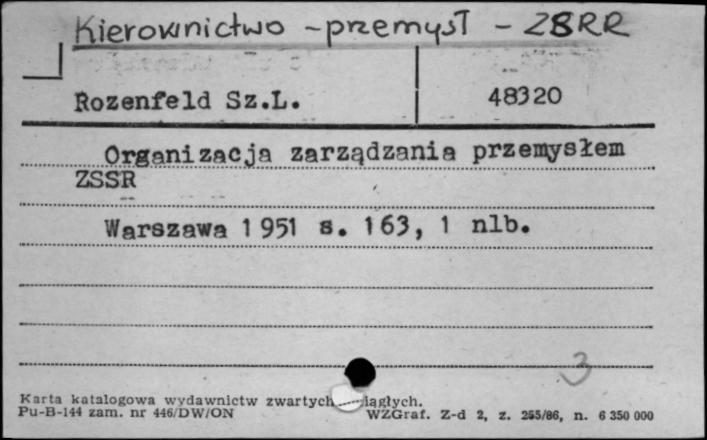 Kierownictwo - przemysł - ZSRR
Rozenfeld Sz.L.
48320
Organizacja zarządzania przemysłem
ZSSR
Warszawa 1951 s. 163, 1 nlb.
3
Karta katalogowa wydawnictw zwartych
Pu-B-144 zam. nr 446/DW/ON
WZGraf. Z-d 2, z. 255/86, n. 6 350 000